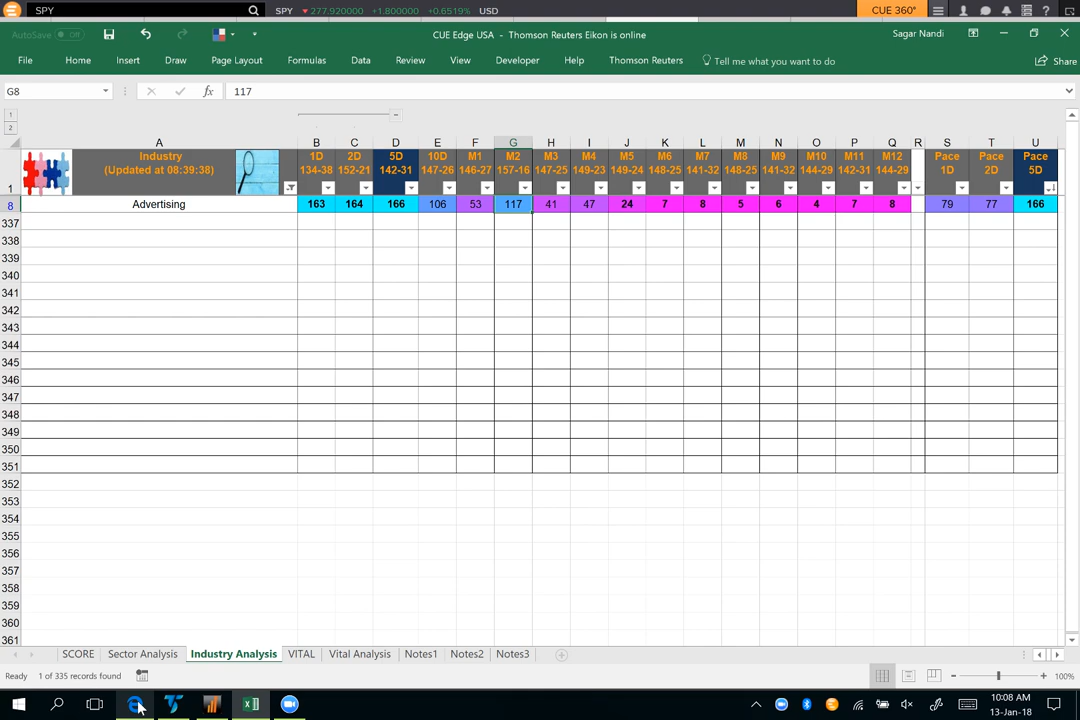 SPY SPY 277.920000 +1.800000 +0.6519% USD CUE 360°
AutoSave Off CUE Edge USA - Thomson Reuters Eikon is online Sagar Nandi
File Home Insert Draw Page Layout Formulas Data Review View Developer Help Thomson Reuters Tell me what you want to do Share
G8 fx 117
1
2
A B C D E F G H I J K L M N O P Q R S T U
Industry 1D 2D 5D 10D M1 M2 M3 M4 M5 M6 M7 M8 M9 M10 M11 M12 Pace Pace Pace
(Updated at 08:39:38) 134-38 152-21 142-31 147-26 146-27 157-16 147-25 149-23 149-24 148-25 141-32 148-25 141-32 144-29 142-31 144-29 1D 2D 5D
1
8 Advertising 163 164 166 106 53 117 41 47 24 7 8 5 6 4 7 8 79 77 166
337
338
339
340
341
342
343
344
345
346
347
348
349
350
351
352
353
354
355
356
357
358
359
360
361
SCORE Sector Analysis Industry Analysis VITAL Vital Analysis Notes1 Notes2 Notes3
Ready 1 of 335 records found 100%
10:08 AM
13-Jan-18